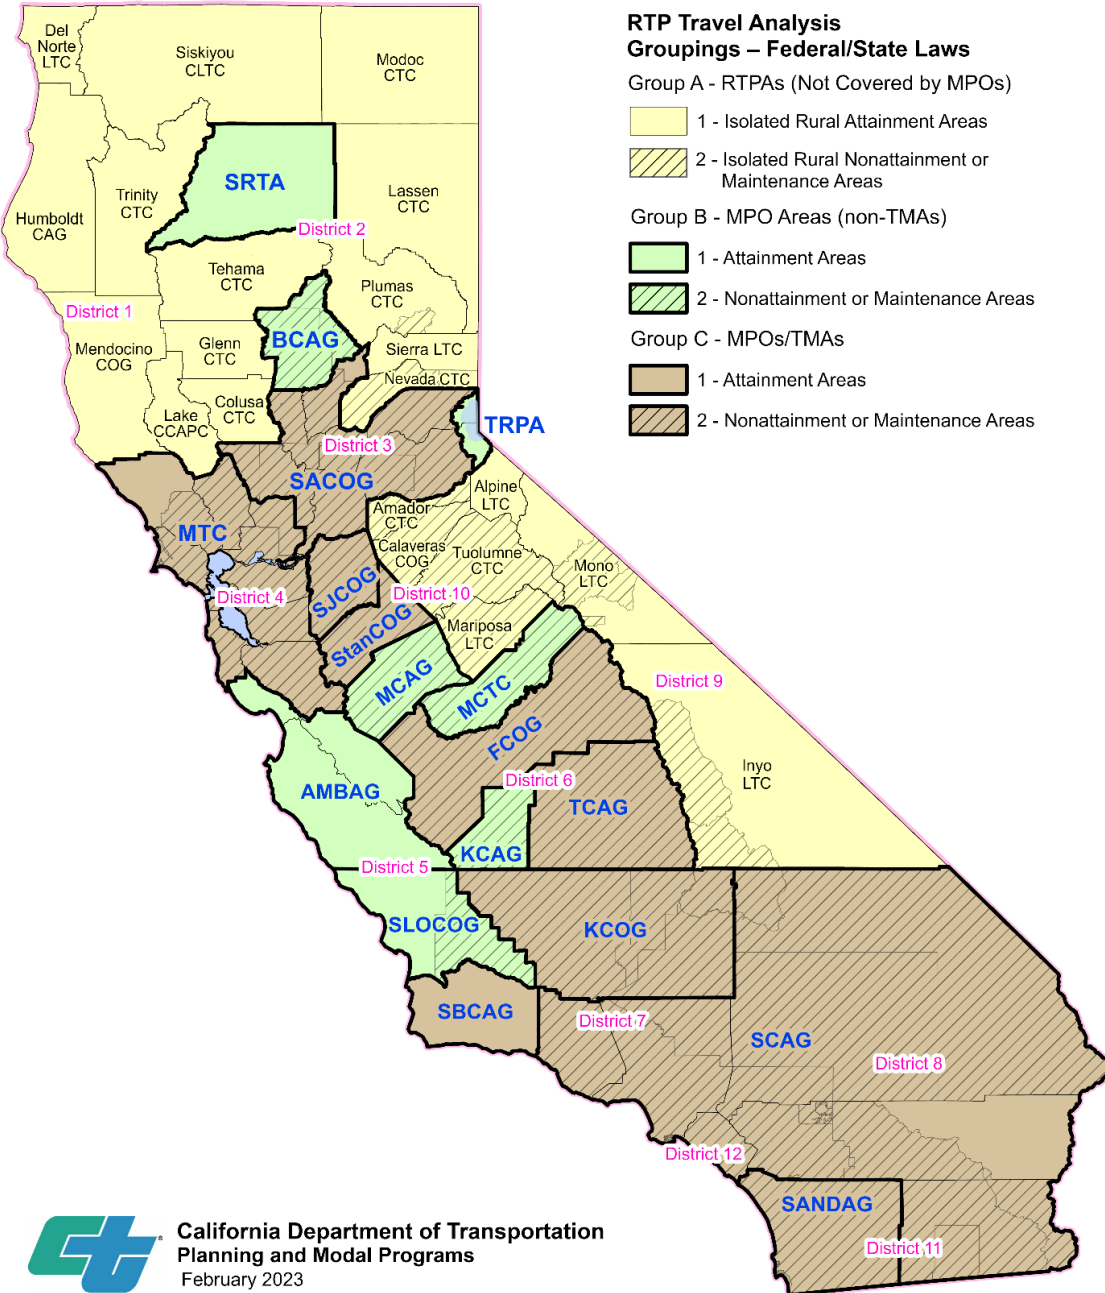 RTP Travel Analysis
Groupings – Federal/State Laws
Group A - RTPAs (Not Covered by MPOs)
1 - Isolated Rural Attainment Areas
2 - Isolated Rural Nonattainment or
Maintenance Areas
Group B - MPO Areas (non-TMAs)
1 - Attainment Areas
2 - Nonattainment or Maintenance Areas
Group C - MPOs/TMAs
1 - Attainment Areas
2 - Nonattainment or Maintenance Areas
Del
Norte
LTC
Siskiyou
CLTC
Modoc
CTC
SRTA
Trinity
CTC
Humboldt
CAG
Lassen
CTC
District 2
Tehama
CTC
Plumas
CTC
District 1
Mendocino
COG
Glenn
CTC
BCAG
Sierra LTC
Nevada CTC
Lake
CCAPC
Colusa
CTC
TRPA
District 3
SACOG
Alpine
LTC
Amador
CTC
MTC
Calaveras
COG
Tuolumne
CTC
Mono
LTC
District 4
SJCOG
District 10
StanCOG
Mariposa
LTC
MCAG
MCTC
District 9
FCOG
Inyo
LTC
District 6
AMBAG
TCAG
KCAG
District 5
SLOCOG
KCOG
SBCAG
District 7
SCAG
District 8
District 12
SANDAG
District 11
ct
®
California Department of Transportation
Planning and Modal Programs
February 2023